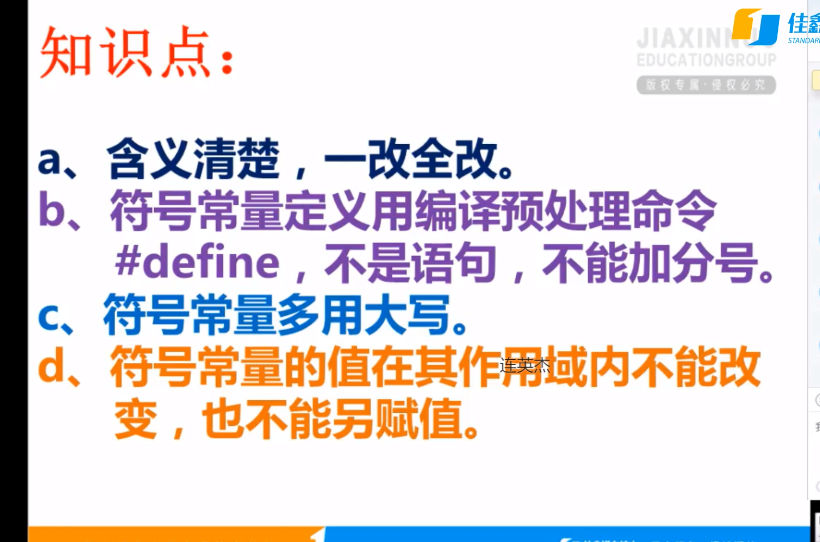 知识点：
JIAXINN
EDUCATIONGROUP
版权专属·侵权必究
佳鑫
STANDAR
a、含义清楚，一改全改。
b、符号常量定义用编译预处理命令
#define，不是语句，不能加分号。
c、符号常量多用大写。
d、符号常量的值在其作用域内不能改
变，也不能另赋值。
连英杰